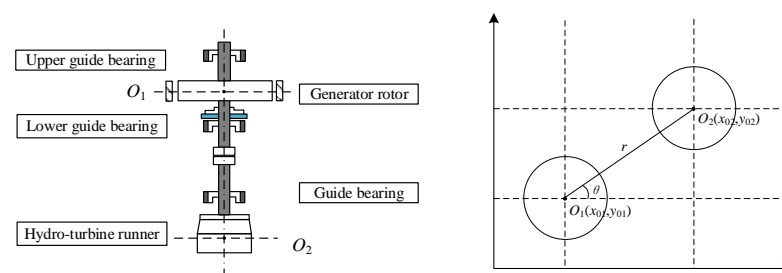 Upper guide bearing
O1
Generator rotor
Lower guide bearing
Guide bearing
Hydro-turbine runner
O2
O2(x02,y02)
r
θ
O1(x01,y01)